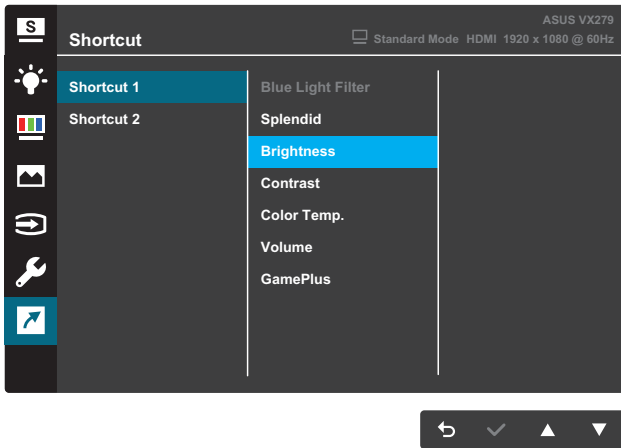 S
ASUS VX279
Shortcut
Standard Mode HDMI 1920 x 1080 @ 60Hz
Shortcut 1
Shortcut 2
Blue Light Filter
Splendid
Brightness
Contrast
Color Temp.
Volume
GamePlus